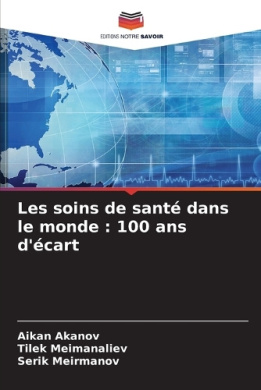 EDITIONS NOTRE SAVOIR
Les soins de santé dans
le monde : 100 ans
d'écart
Aikan Akanov
Tilek Meimanaliev
Serik Meirmanov